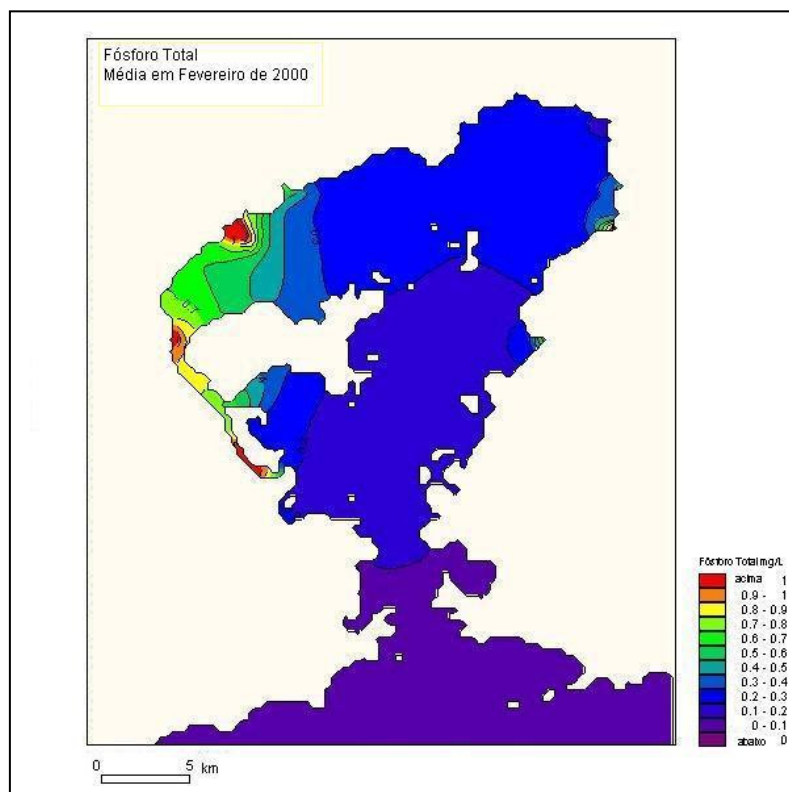 Fósforo Total
Média em Fevereiro de 2000
0.7
Fósforo Total mg/L
acima 1
0.9 - 1
0.8 - 0.9
0.7 - 0.8
0.6 - 0.7
0.5 - 0.6
0.4 - 0.5
0.3 - 0.4
0.2 - 0.3
0.1 - 0.2
0 - 0.1
abaixo 0
0 5 km